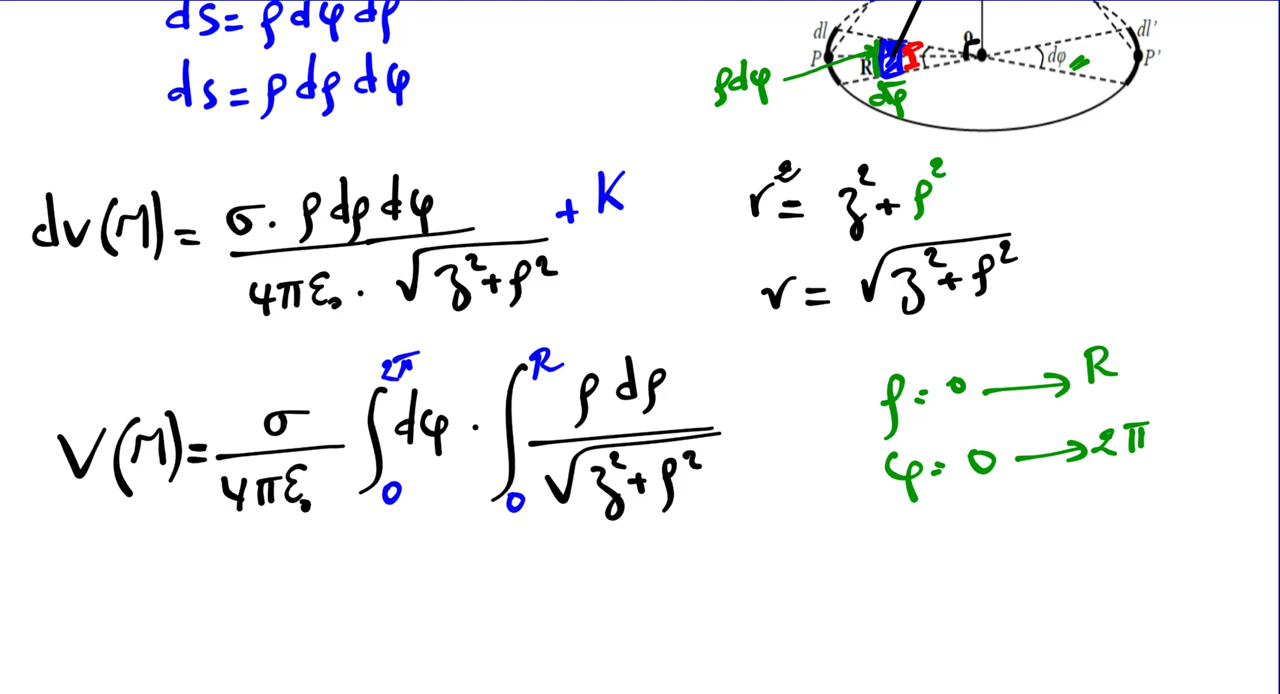 ds = ρ dφ dρ
ds = ρ dρ dφ
dl
dl'
P
R
ρ
dφ
P'
ρdφ
dρ
dv(M) = σ · ρ dρ dφ / 4πε₀ · √(z² + ρ²) + K
r² = z² + ρ²
r = √(z² + ρ²)
V(M) = σ / 4πε₀ ∫₀^2π dφ · ∫₀^R ρ dρ / √(z² + ρ²)
ρ = 0 → R
φ = 0 → 2π